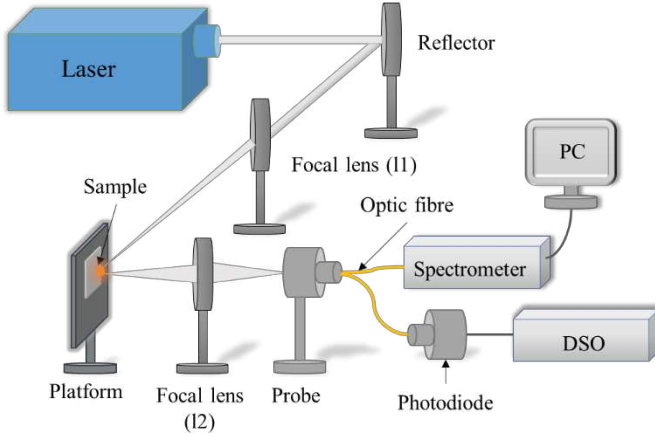 Laser
Reflector
PC
Focal lens (l1)
Sample
Optic fibre
Spectrometer
DSO
Platform
Focal lens
(l2)
Probe
Photodiode